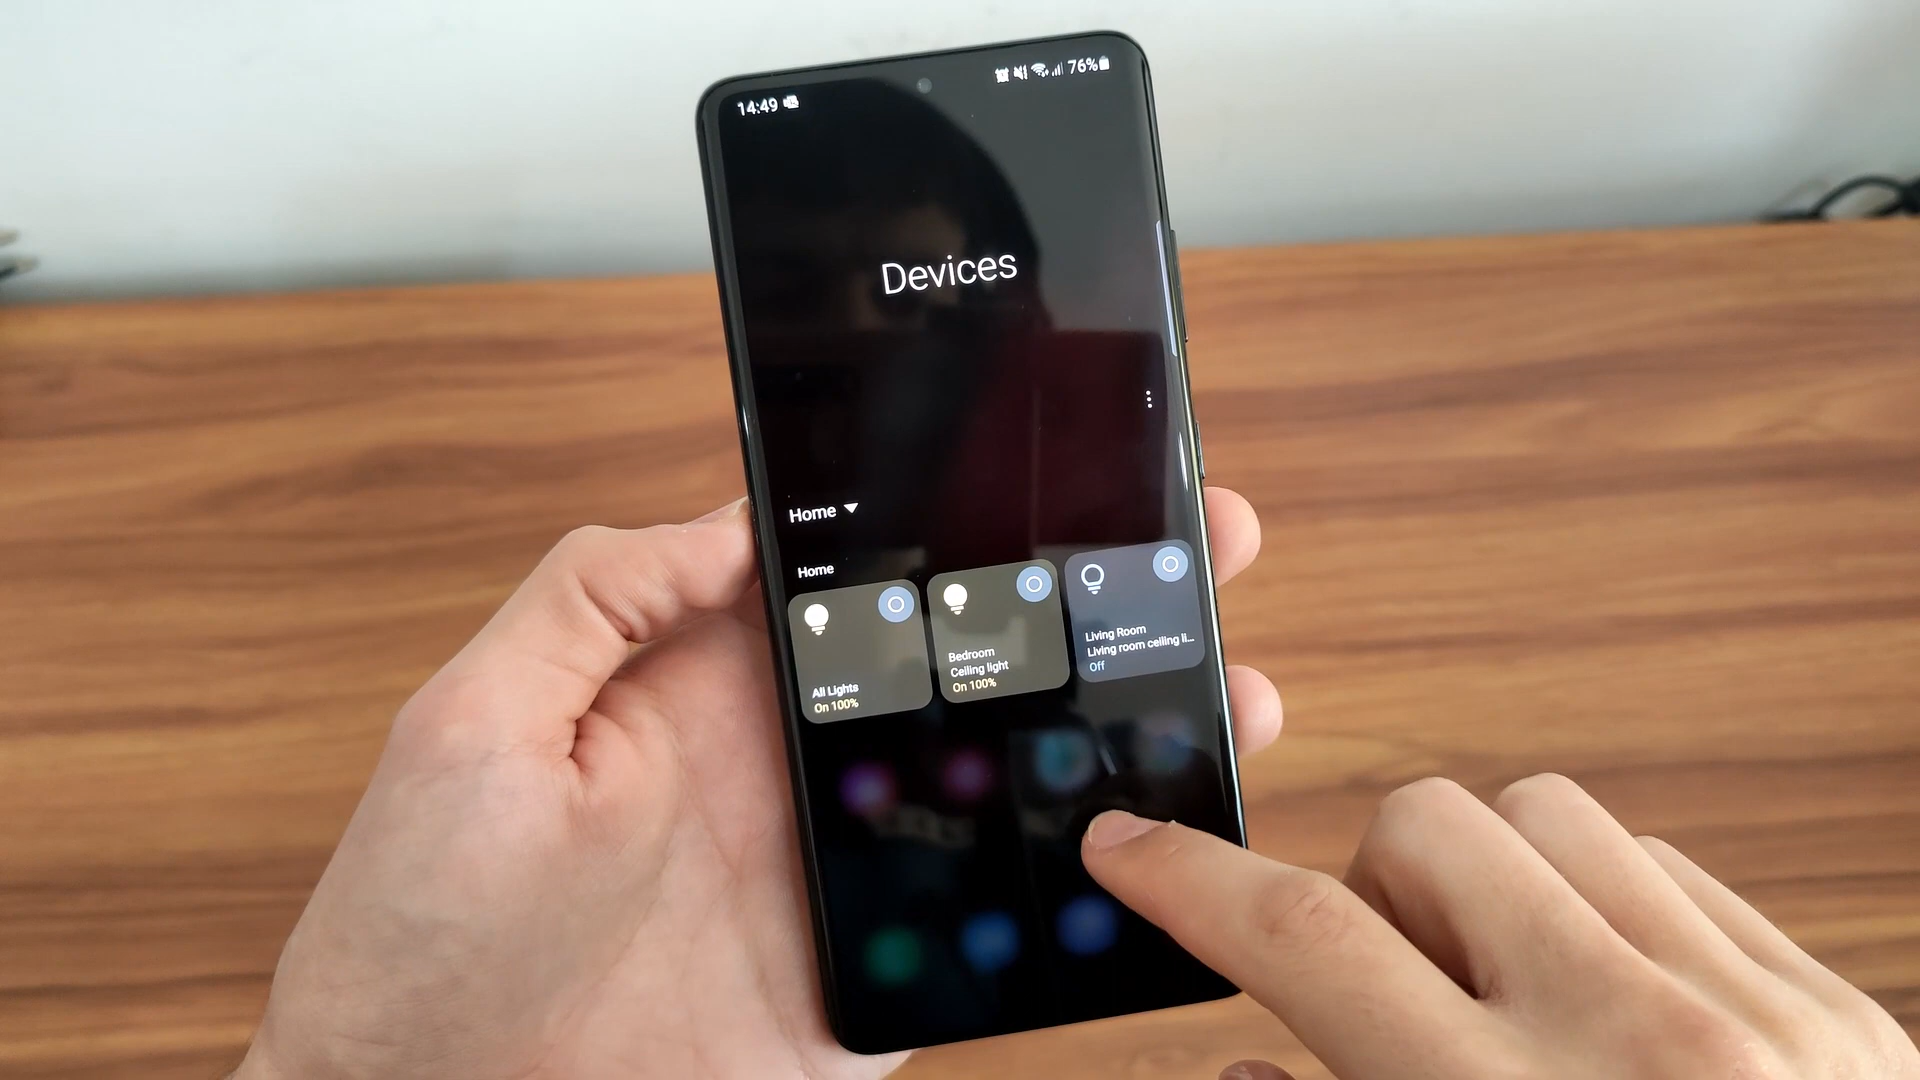 14:49
76%
Devices
Home
Home
All Lights
On 100%
Bedroom
Ceiling light
On 100%
Living Room
Living room ceiling li...
Off